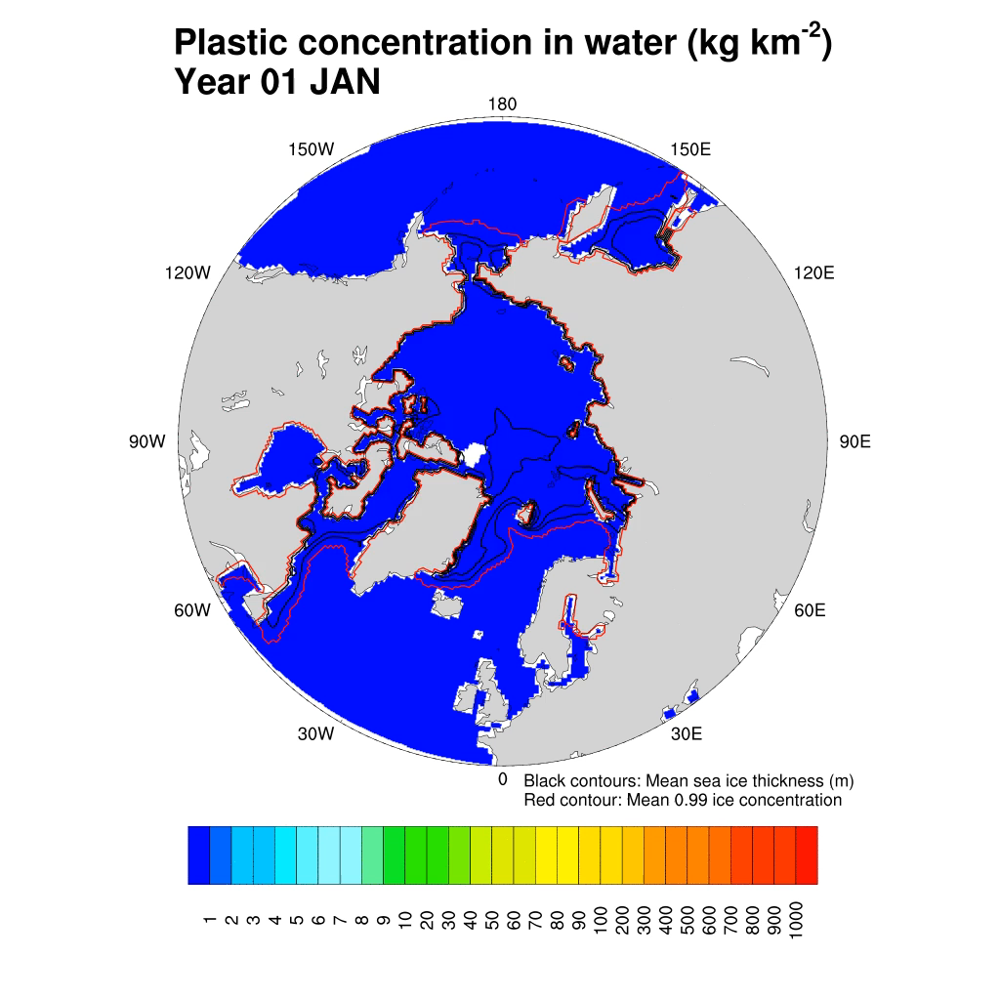 Plastic concentration in water (kg km-2)
Year 01 JAN
180
150W
150E
120W
120E
90W
90E
60W
60E
30W
30E
0
Black contours: Mean sea ice thickness (m)
Red contour: Mean 0.99 ice concentration
1 2 3 4 5 6 7 8 9 10 20 30 40 50 60 70 80 90 100 200 300 400 500 600 700 800 900 1000